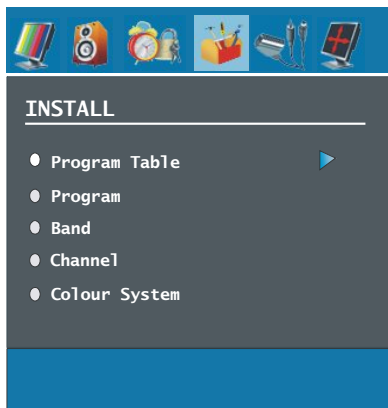 INSTALL
Program Table
Program
Band
Channel
Colour System